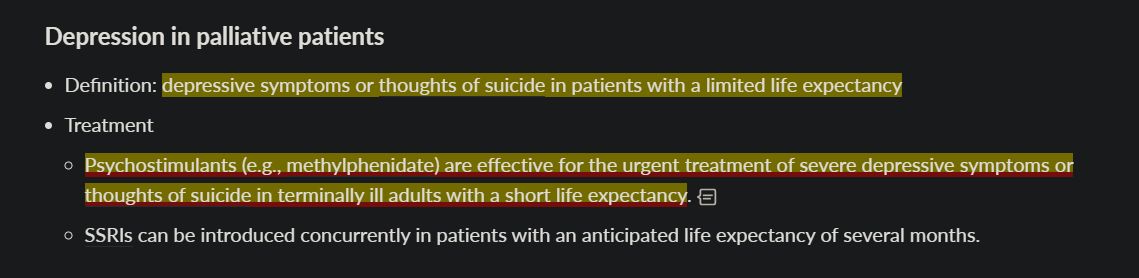 Depression in palliative patients
• Definition: depressive symptoms or thoughts of suicide in patients with a limited life expectancy
• Treatment
○ Psychostimulants (e.g., methylphenidate) are effective for the urgent treatment of severe depressive symptoms or
thoughts of suicide in terminally ill adults with a short life expectancy.
○ SSRIs can be introduced concurrently in patients with an anticipated life expectancy of several months.